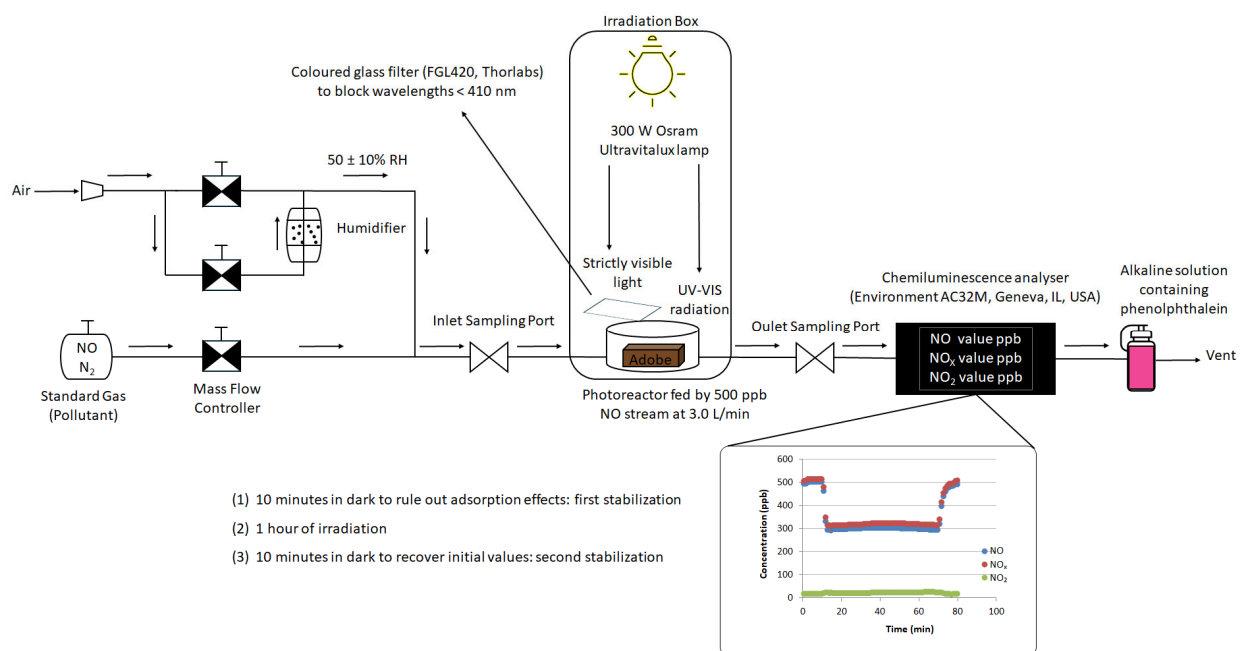 Irradiation Box
Coloured glass filter (FGL420, Thorlabs)
to block wavelengths < 410 nm
300 W Osram
Ultravitalux lamp
50 ± 10% RH
Air
Humidifier
Strictly visible
light
UV-VIS
radiation
Chemiluminescence analyser
(Environment AC32M, Geneva, IL, USA)
Alkaline solution
containing
phenolphthalein
Inlet Sampling Port
Oulet Sampling Port
NO
N2
Adobe
NO value ppb
NOX value ppb
NO2 value ppb
Vent
Standard Gas
(Pollutant)
Mass Flow
Controller
Photoreactor fed by 500 ppb
NO stream at 3.0 L/min
(1) 10 minutes in dark to rule out adsorption effects: first stabilization
(2) 1 hour of irradiation
(3) 10 minutes in dark to recover initial values: second stabilization
Concentration (ppb)
600
500
400
300
200
100
0
NO
NOx
NO2
0 20 40 60 80 100
Time (min)